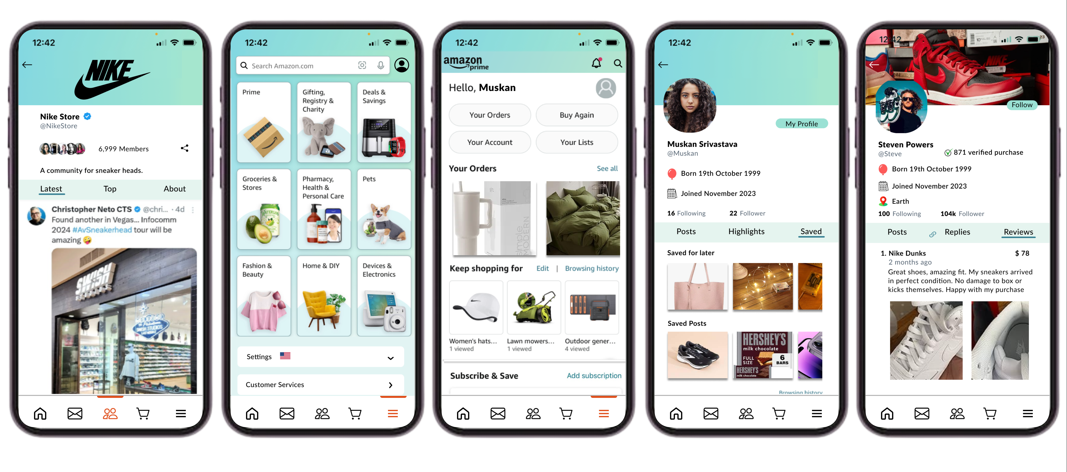 12:42
NIKE
Nike Store
@NikeStore
6,999 Members
A community for sneaker heads.
Latest
Top
About
Christopher Neto CTS @chri... · 4d
Found another in Vegas... Infocomm
2024 #AvSneakerhead tour will be
amazing
12:42
Search Amazon.com
Prime
Gifting,
Registry &
Charity
Deals &
Savings
Groceries &
Stores
Pharmacy,
Health &
Personal Care
Pets
Fashion &
Beauty
Home & DIY
Devices &
Electronics
Settings
Customer Services
12:42
amazon
prime
Hello, Muskan
Your Orders
Buy Again
Your Account
Your Lists
Your Orders
See all
Keep shopping for
Edit | Browsing history
Women's hats...
1 viewed
Lawn mowers...
1 viewed
Outdoor gener...
4 viewed
Subscribe & Save
Add subscription
12:42
My Profile
Muskan Srivastava
@Muskan
Born 19th October 1999
Joined November 2023
16 Following
22 Follower
Posts
Highlights
Saved
Saved for later
Saved Posts
HERSHEY'S
milk chocolate
FULL
SIZE
6
BARS
Browsing history
12:42
Follow
Steven Powers
@Steve
871 verified purchase
Born 19th October 1999
Joined November 2023
Earth
100 Following
104k Follower
Posts
Replies
Reviews
1. Nike Dunks
$ 78
2 months ago
Great shoes, amazing fit. My sneakers arrived
in perfect condition. No damage to box or
kicks themselves. Happy with my purchase